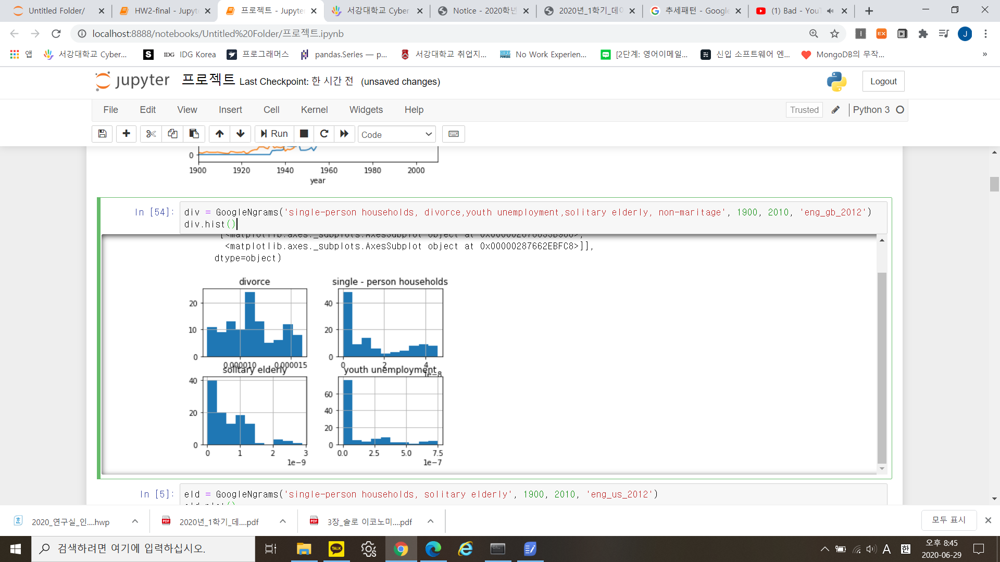 Untitled Folder/
HW2-final - Jupyt
프로젝트 - Jupyte
서강대학교 Cyber
Notice - 2020학년
2020년_1학기_데이
추세패턴 - Google
(1) Bad - YouT
localhost:8888/notebooks/Untitled%20Folder/프로젝트.ipynb
EX
J
앱
서강대학교 Cyber...
S
IDG IDG Korea
프로그래머스
pandas.Series — p...
서강대학교 취업지...
No Work Experien...
[2단계: 영어이메일...
신입 소프트웨어 엔...
MongoDB의 무작...
»
jupyter 프로젝트 Last Checkpoint: 한 시간 전 (unsaved changes)
Logout
File Edit View Insert Cell Kernel Widgets Help
Trusted
Python 3
Run
Code
0
1900 1920 1940 1960 1980 2000
year
In [54]: div = GoogleNgrams('single-person households, divorce,youth unemployment,solitary elderly, non-maritage', 1900, 2010, 'eng_gb_2012')
div.hist()
<matplotlib.axes._subplots.AxesSubplot object at 0x00000287662EBFC8>]],
dtype=object)
divorce
20
10
0
0.000010 0.000015
single - person households
40
20
0
0 2 4
1e−8
solitary elderly
40
20
0
0 1 2 3
1e−9
youth unemployment
60
40
20
0
0.0 2.5 5.0 7.5
1e−7
In [5]: eld = GoogleNgrams('single-person households, solitary elderly', 1900, 2010, 'eng_us_2012')
2020_연구실_인....hwp
PDF
2020년_1학기_데....pdf
PDF
3장_솔로 이코노미....pdf
모두 표시
검색하려면 여기에 입력하십시오.
TALK
A
한
오후 8:45
2020-06-29